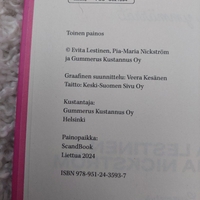 Toinen painos
© Evita Lestinen, Pia-Maria Nickström
ja Gummerus Kustannus Oy
Graafinen suunnittelu: Veera Kesänen
Taitto: Keski-Suomen Sivu Oy
Kustantaja:
Gummerus Kustannus Oy
Helsinki
Painopaikka:
ScandBook
Liettua 2024
ISBN 978-951-24-3593-7